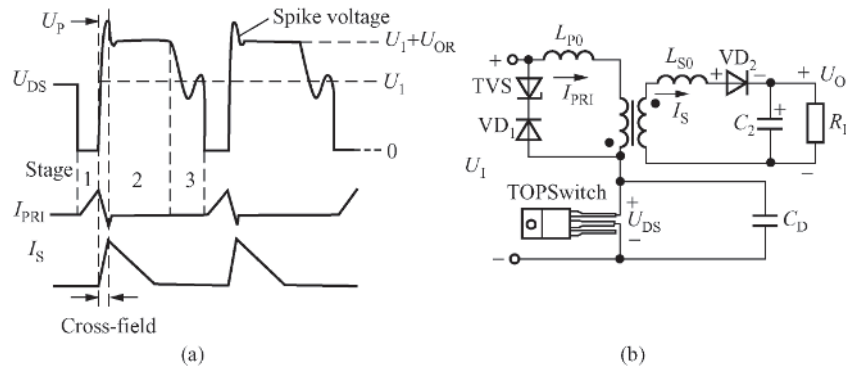 U_P
Spike voltage
U_1+U_OR
U_DS
U_1
0
Stage 1 2 3
I_PRI
I_S
Cross-field
(a)
+
L_P0
TVS
I_PRI
VD_1
U_I
L_S0
VD_2
+ −
I_S
+
U_O
C_2
+
R_L
−
TOPSwitch
+
U_DS
−
C_D
−
(b)